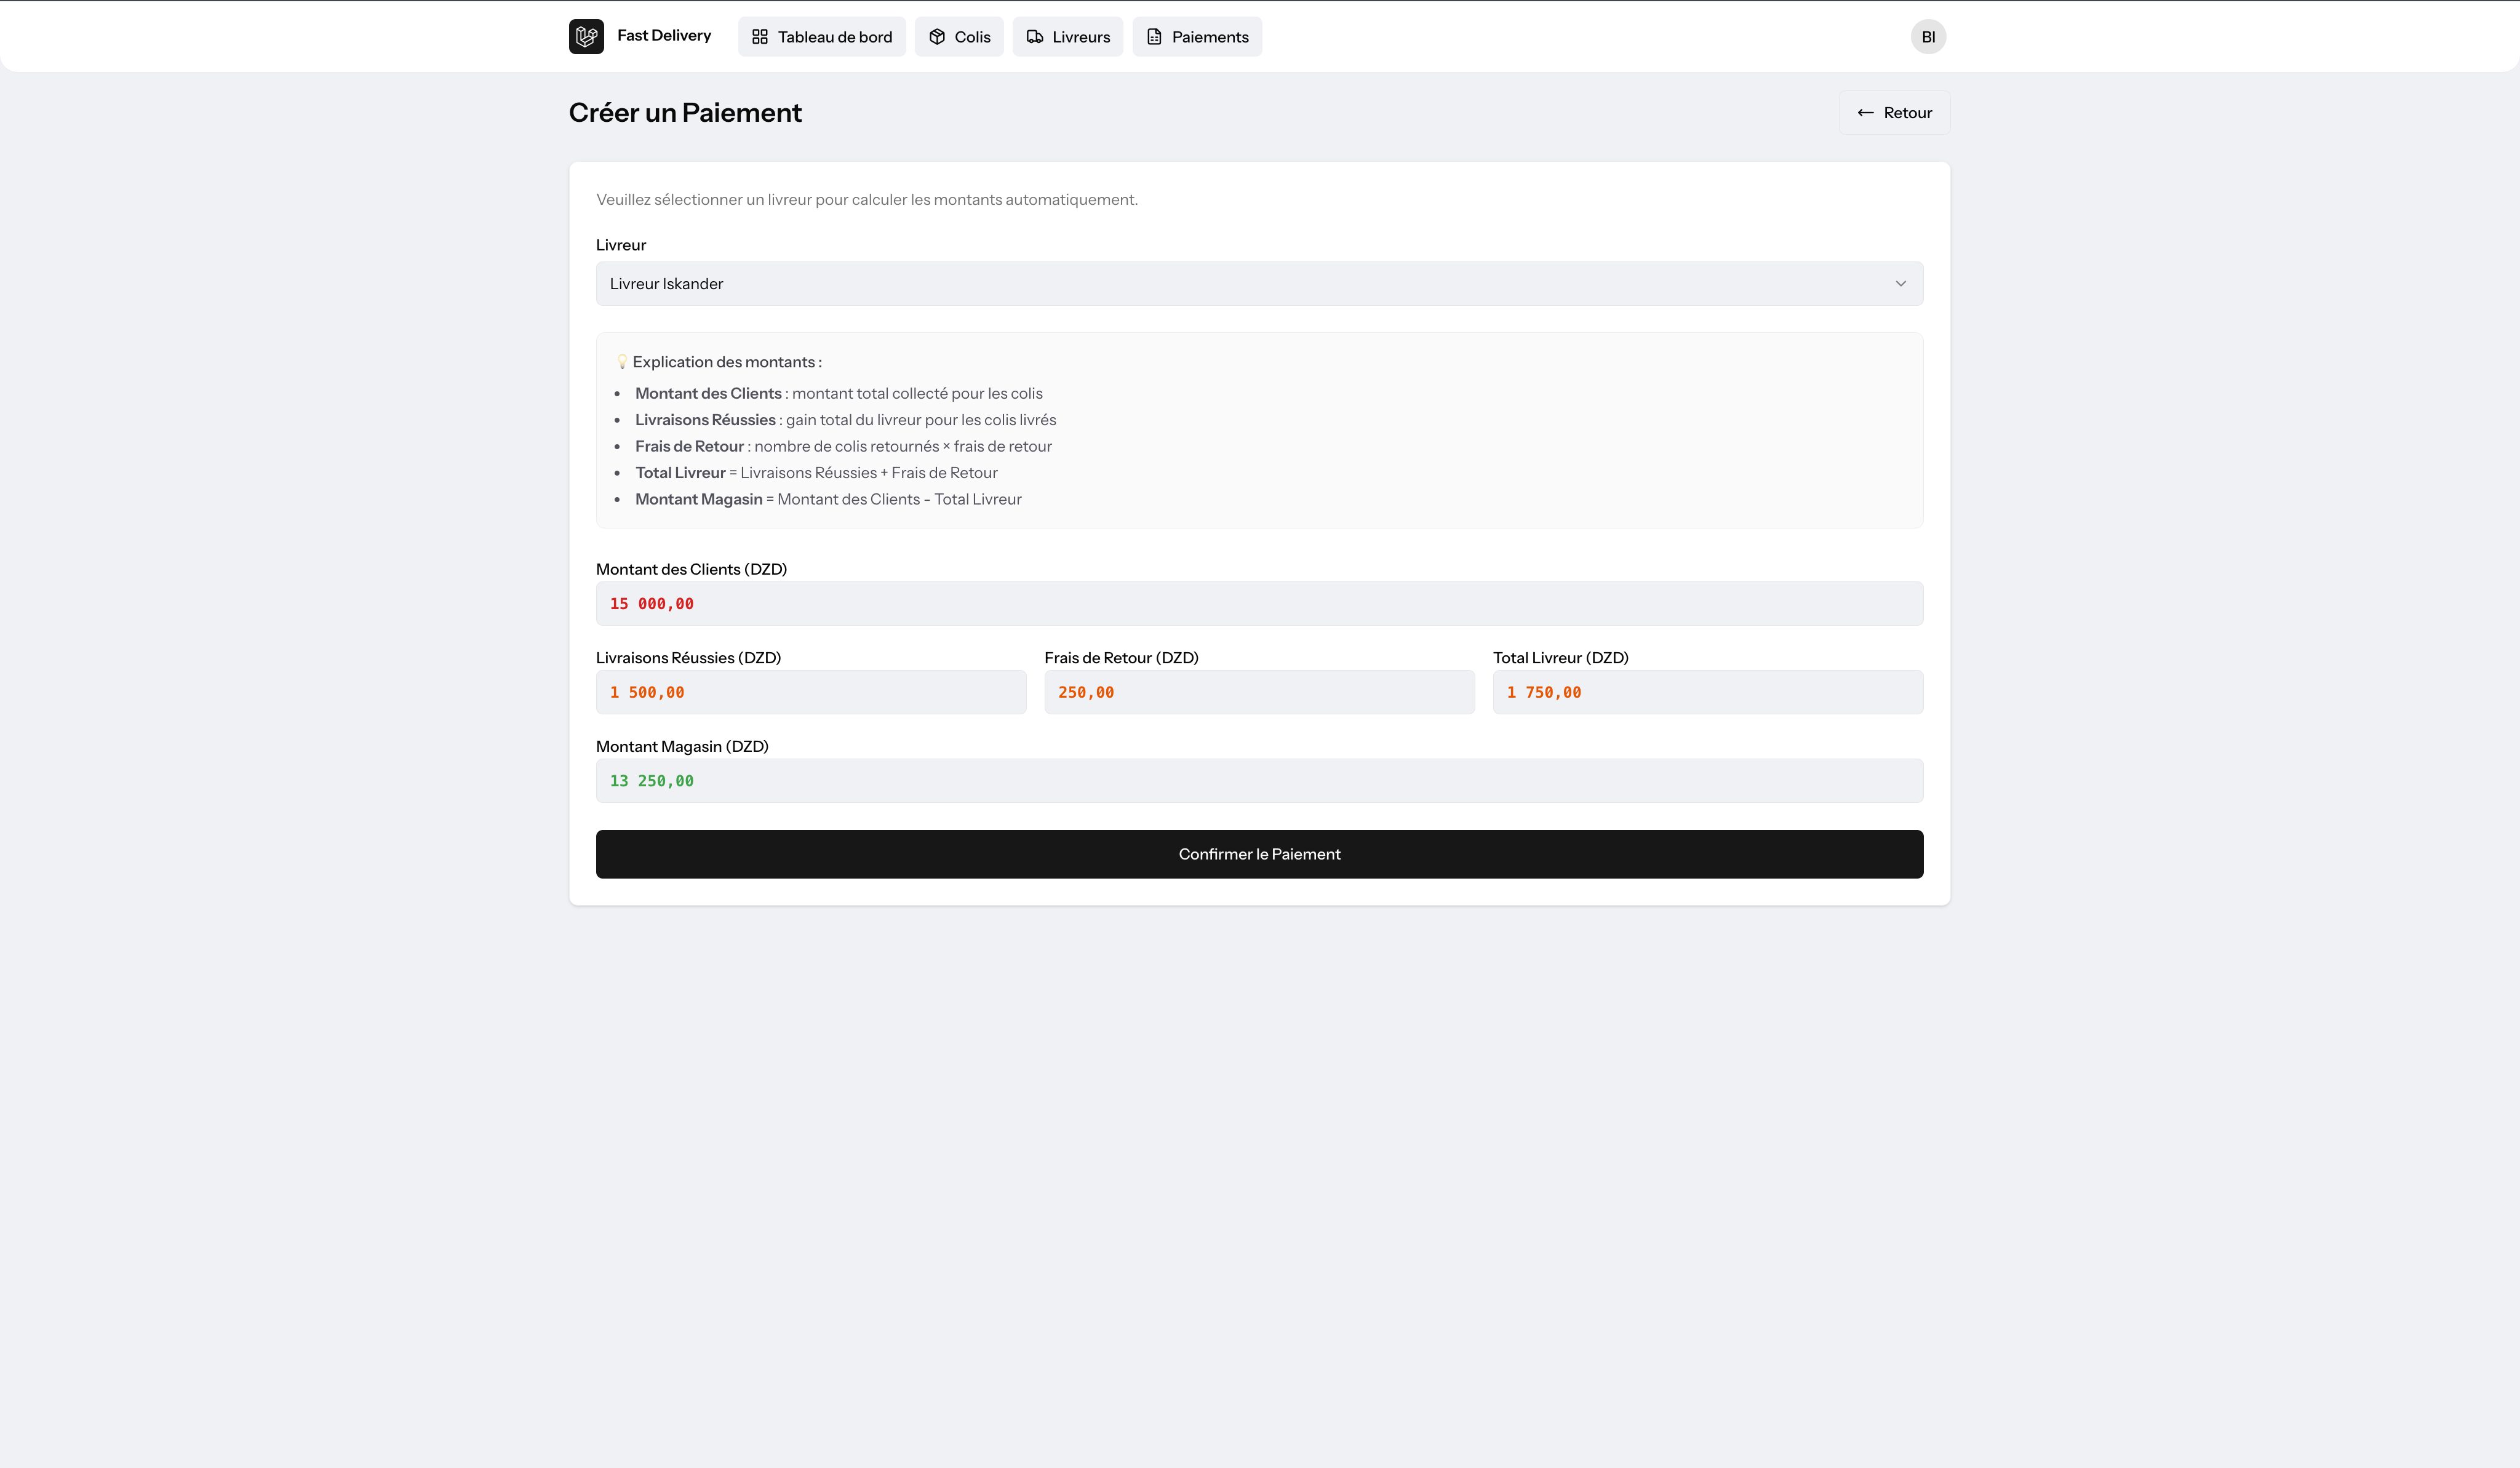 Fast Delivery
Tableau de bord
Colis
Livreurs
Paiements
BI
Créer un Paiement
Retour
Veuillez sélectionner un livreur pour calculer les montants automatiquement.
Livreur
Livreur Iskander
💡 Explication des montants :
• Montant des Clients : montant total collecté pour les colis
• Livraisons Réussies : gain total du livreur pour les colis livrés
• Frais de Retour : nombre de colis retournés × frais de retour
• Total Livreur = Livraisons Réussies + Frais de Retour
• Montant Magasin = Montant des Clients - Total Livreur
Montant des Clients (DZD)
15 000,00
Livraisons Réussies (DZD)
1 500,00
Frais de Retour (DZD)
250,00
Total Livreur (DZD)
1 750,00
Montant Magasin (DZD)
13 250,00
Confirmer le Paiement